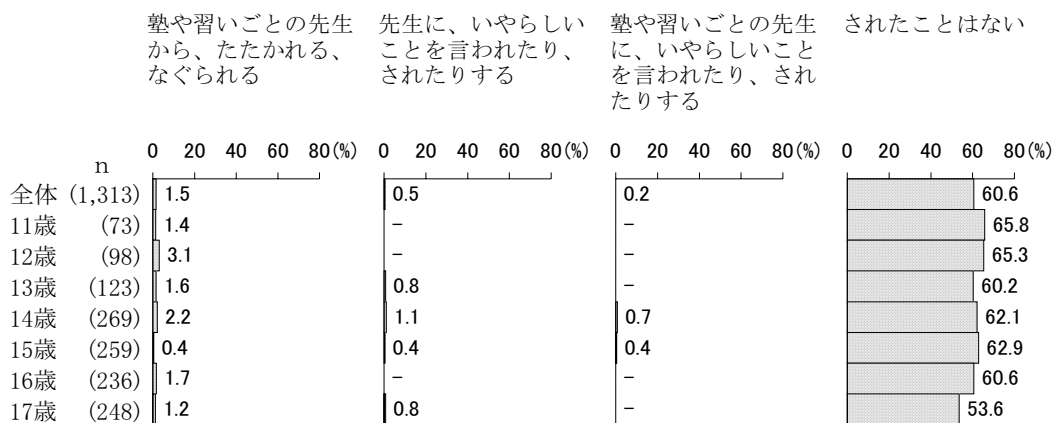 塾や習いごとの先生
から、たたかれる、
なぐられる
先生に、いやらしい
ことを言われたり、
されたりする
塾や習いごとの先生
に、いやらしいこと
を言われたり、され
たりする
されたことはない
n 0 20 40 60 80(%) 0 20 40 60 80(%) 0 20 40 60 80(%) 0 20 40 60 80(%)
全体 (1,313) 1.5 0.5 0.2 60.6
11歳 (73) 1.4 - - 65.8
12歳 (98) 3.1 - - 65.3
13歳 (123) 1.6 0.8 - 60.2
14歳 (269) 2.2 1.1 0.7 62.1
15歳 (259) 0.4 0.4 0.4 62.9
16歳 (236) 1.7 - - 60.6
17歳 (248) 1.2 0.8 - 53.6